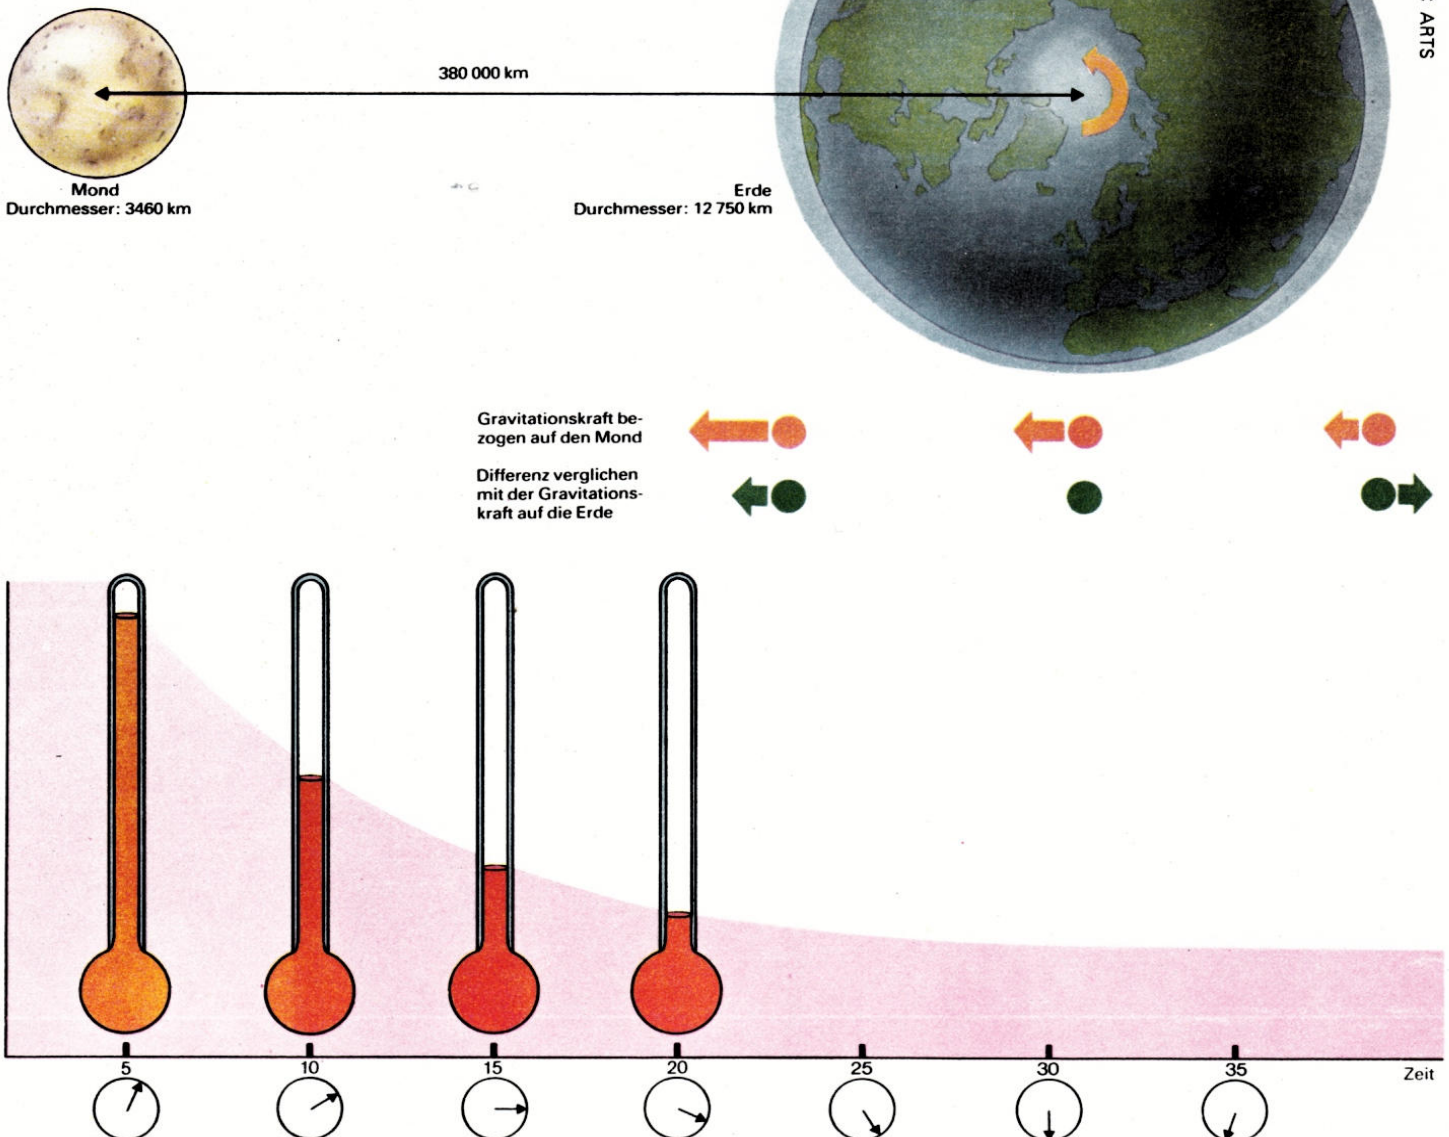 ARTS
380 000 km
Mond
Durchmesser: 3460 km
Erde
Durchmesser: 12 750 km
Gravitationskraft be-
zogen auf den Mond
Differenz verglichen
mit der Gravitations-
kraft auf die Erde
5
10
15
20
25
30
35
Zeit